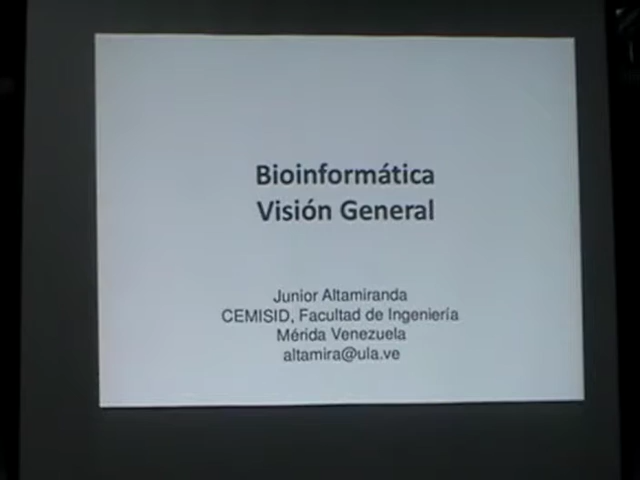 Bioinformática
Visión General
Junior Altamiranda
CEMISID, Facultad de Ingeniería
Mérida Venezuela
altamira@ula.ve